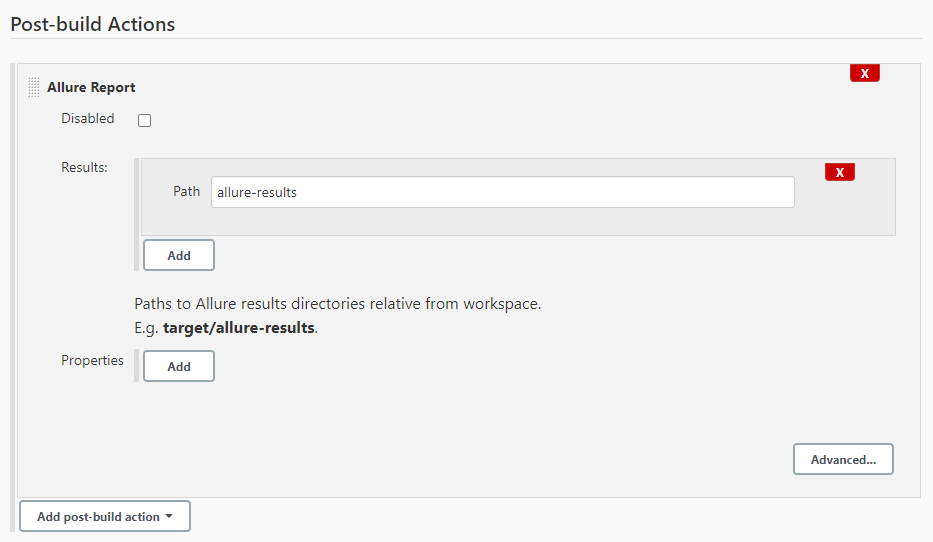 Post-build Actions
X
Allure Report
Disabled
Results:
X
Path allure-results
Add
Paths to Allure results directories relative from workspace.
E.g. target/allure-results.
Properties Add
Advanced...
Add post-build action